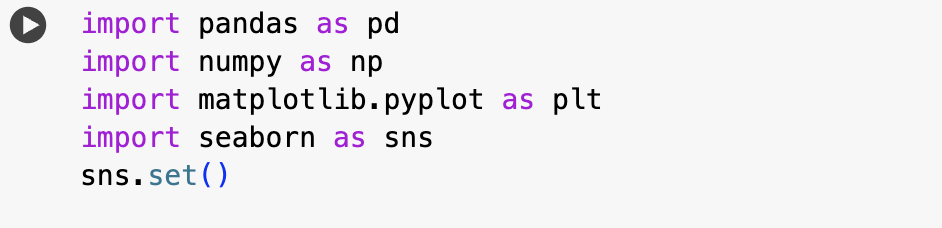 import pandas as pd
import numpy as np
import matplotlib.pyplot as plt
import seaborn as sns
sns.set()